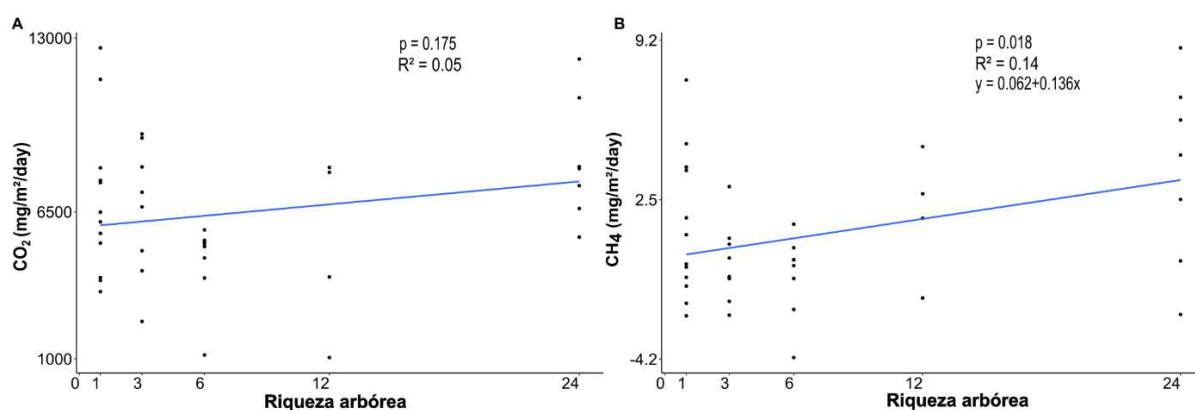 A
p = 0.175
R² = 0.05
13000
6500
1000
CO₂ (mg/m²/day)
0 1 3 6 12 24
Riqueza arbórea
B
p = 0.018
R² = 0.14
y = 0.062+0.136x
9.2
2.5
-4.2
CH4 (mg/m²/day)
0 1 3 6 12 24
Riqueza arbórea